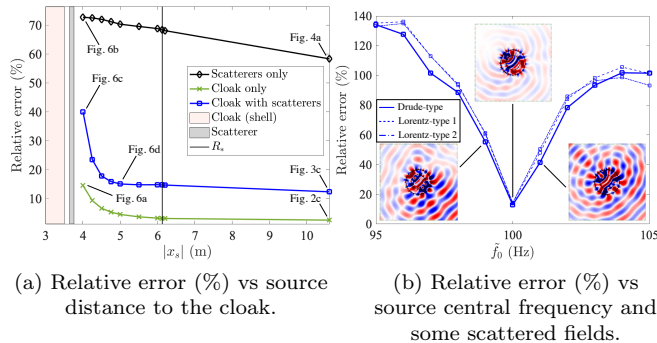 Relative error (%)
70
60
50
40
30
20
10
3
4
5
6
7
8
9
10
|x_s| (m)
Fig. 6b
Fig. 4a
Fig. 6c
Fig. 6d
Fig. 6a
Fig. 3c
Fig. 2c
Scatterers only
Cloak only
Cloak with scatterers
Cloak (shell)
Scatterer
R_*
(a) Relative error (%) vs source
distance to the cloak.
Relative error (%)
140
120
100
80
60
40
20
0
95
100
105
f̃₀ (Hz)
Drude-type
Lorentz-type 1
Lorentz-type 2
(b) Relative error (%) vs
source central frequency and
some scattered fields.